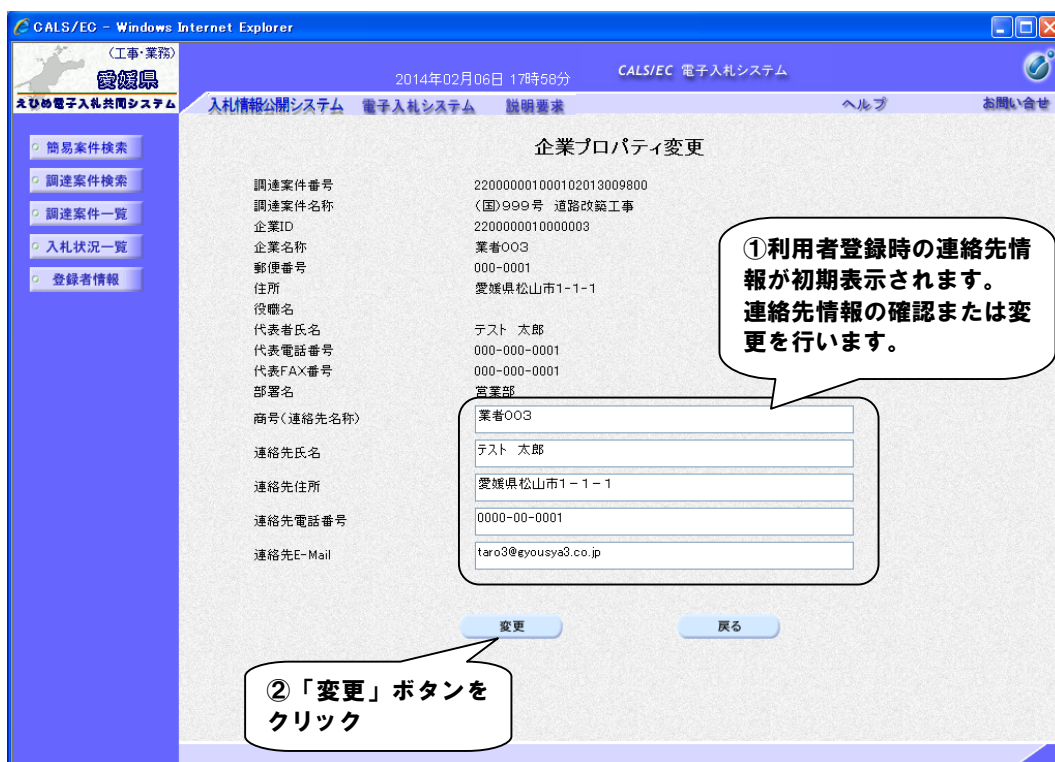 CALS/EC - Windows Internet Explorer
（工事・業務）
愛媛県
えひめ電子入札共同システム
2014年02月06日 17時58分
CALS/EC 電子入札システム
入札情報公開システム 電子入札システム 説明要求 ヘルプ お問い合せ
簡易案件検索
調達案件検索
調達案件一覧
入札状況一覧
登録者情報
企業プロパティ変更
調達案件番号 220000001000102013009800
調達案件名称 （国）999号 道路改築工事
企業ID 2200000010000003
企業名称 業者003
郵便番号 000-0001
住所 愛媛県松山市1-1-1
役職名
代表者氏名 テスト 太郎
代表電話番号 000-000-0001
代表FAX番号 000-000-0001
部署名 営業部
商号（連絡先名称） 業者003
連絡先氏名 テスト 太郎
連絡先住所 愛媛県松山市1－1－1
連絡先電話番号 0000-00-0001
連絡先E-Mail taro3@gyousya3.co.jp
変更 戻る
①利用者登録時の連絡先情
報が初期表示されます。
連絡先情報の確認または変
更を行います。
②「変更」ボタンを
クリック